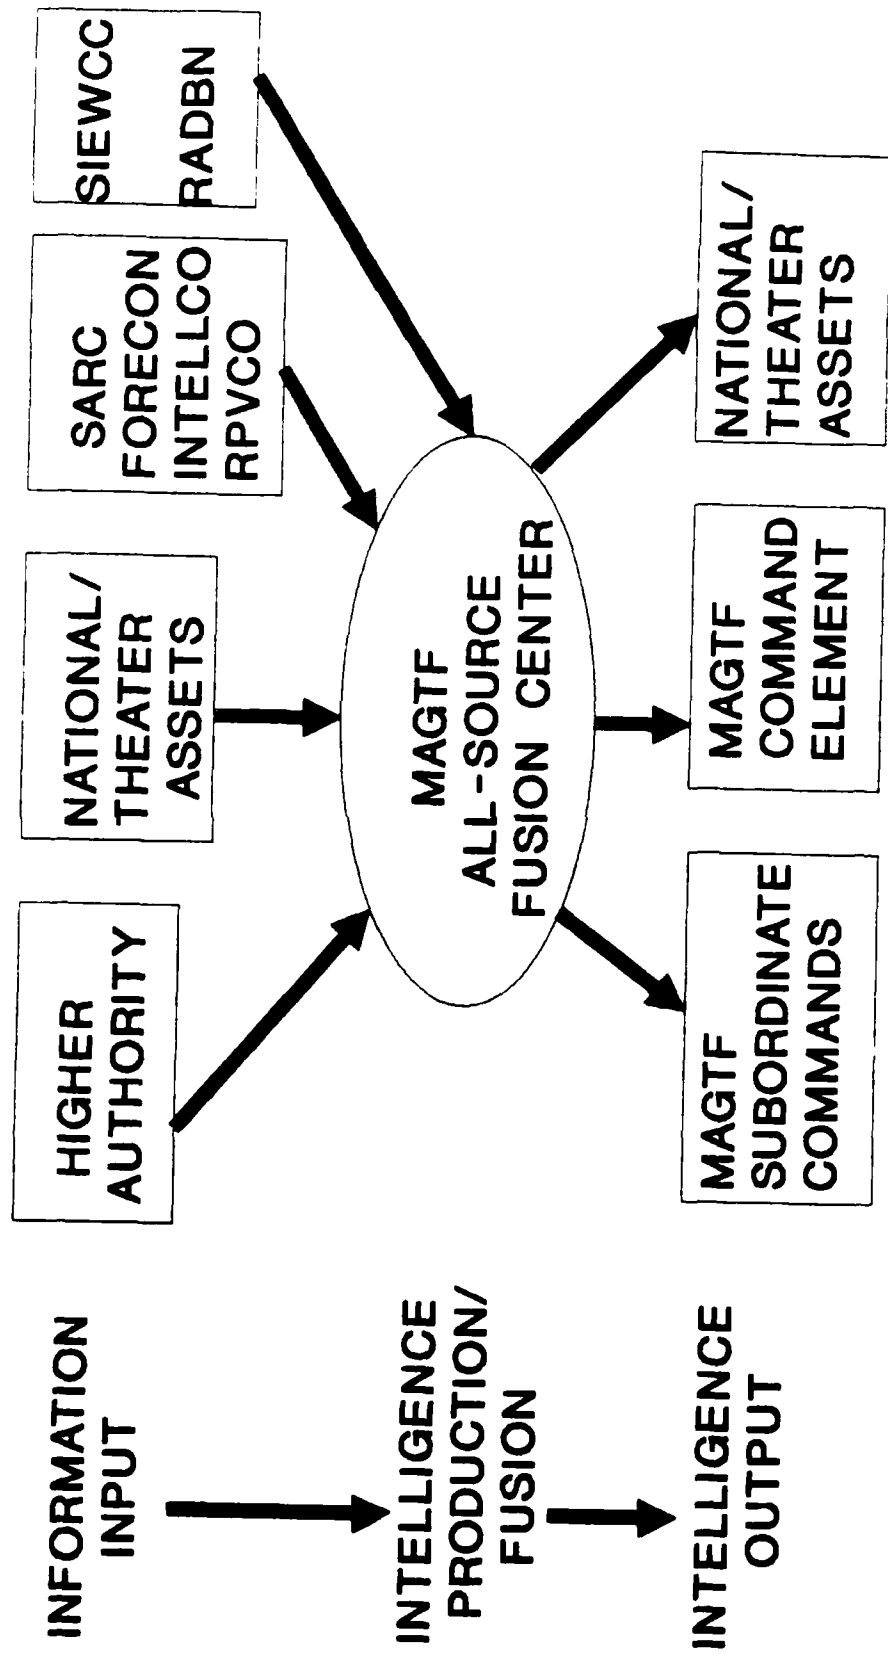 INFORMATION
INPUT
HIGHER
AUTHORITY
NATIONAL/
THEATER
ASSETS
SARC
FORECON
INTELLCO
RPVCO
SIEWCC
RADBN
INTELLIGENCE
PRODUCTION/
FUSION
MAGTF
ALL-SOURCE
FUSION CENTER
INTELLIGENCE
OUTPUT
MAGTF
SUBORDINATE
COMMANDS
MAGTF
COMMAND
ELEMENT
NATIONAL/
THEATER
ASSETS